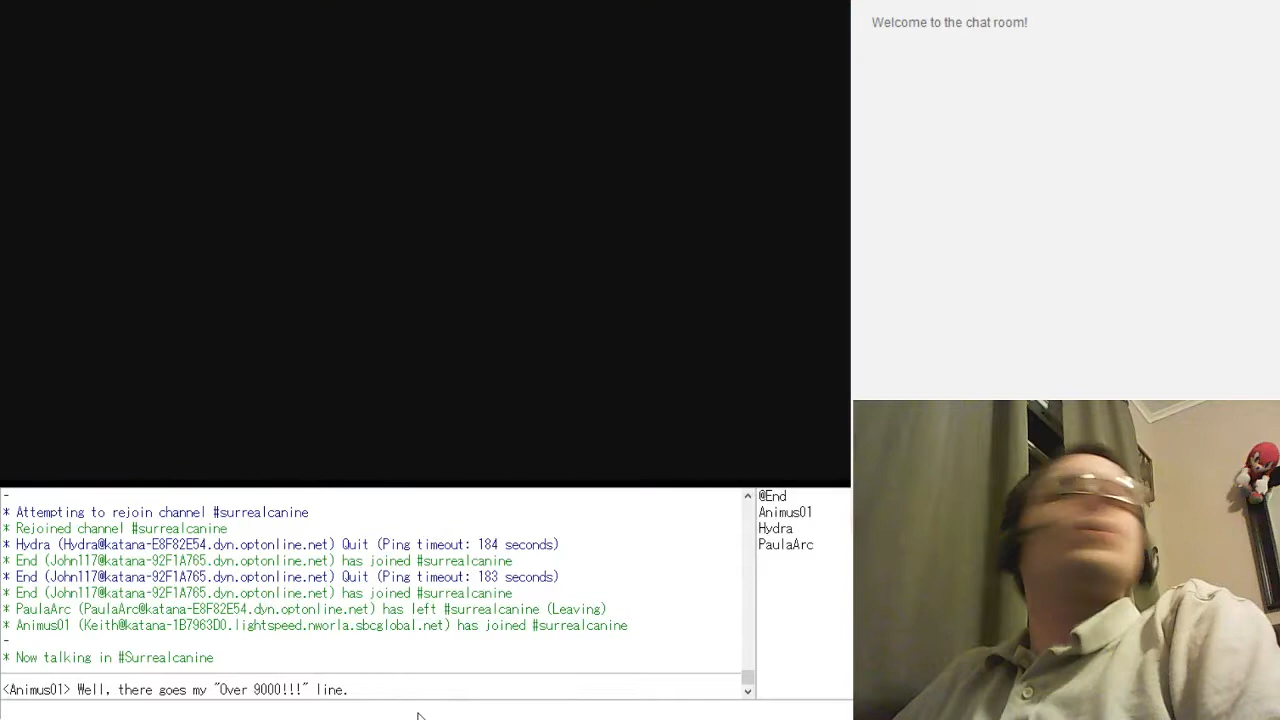 Welcome to the chat room!
-
* Attempting to rejoin channel #surrealcanine
* Rejoined channel #surrealcanine
* Hydra (Hydra@katana-E8F82E54.dyn.optonline.net) Quit (Ping timeout: 184 seconds)
* End (John117@katana-92F1A765.dyn.optonline.net) has joined #surrealcanine
* End (John117@katana-92F1A765.dyn.optonline.net) Quit (Ping timeout: 183 seconds)
* End (John117@katana-92F1A765.dyn.optonline.net) has joined #surrealcanine
* PaulaArc (PaulaArc@katana-E8F82E54.dyn.optonline.net) has left #surrealcanine (Leaving)
* Animus01 (Keith@katana-1B7963D0.lightspeed.nworla.sbcglobal.net) has joined #surrealcanine
-
* Now talking in #Surrealcanine
<Animus01> Well, there goes my "Over 9000!!!" line.
@End
Animus01
Hydra
PaulaArc